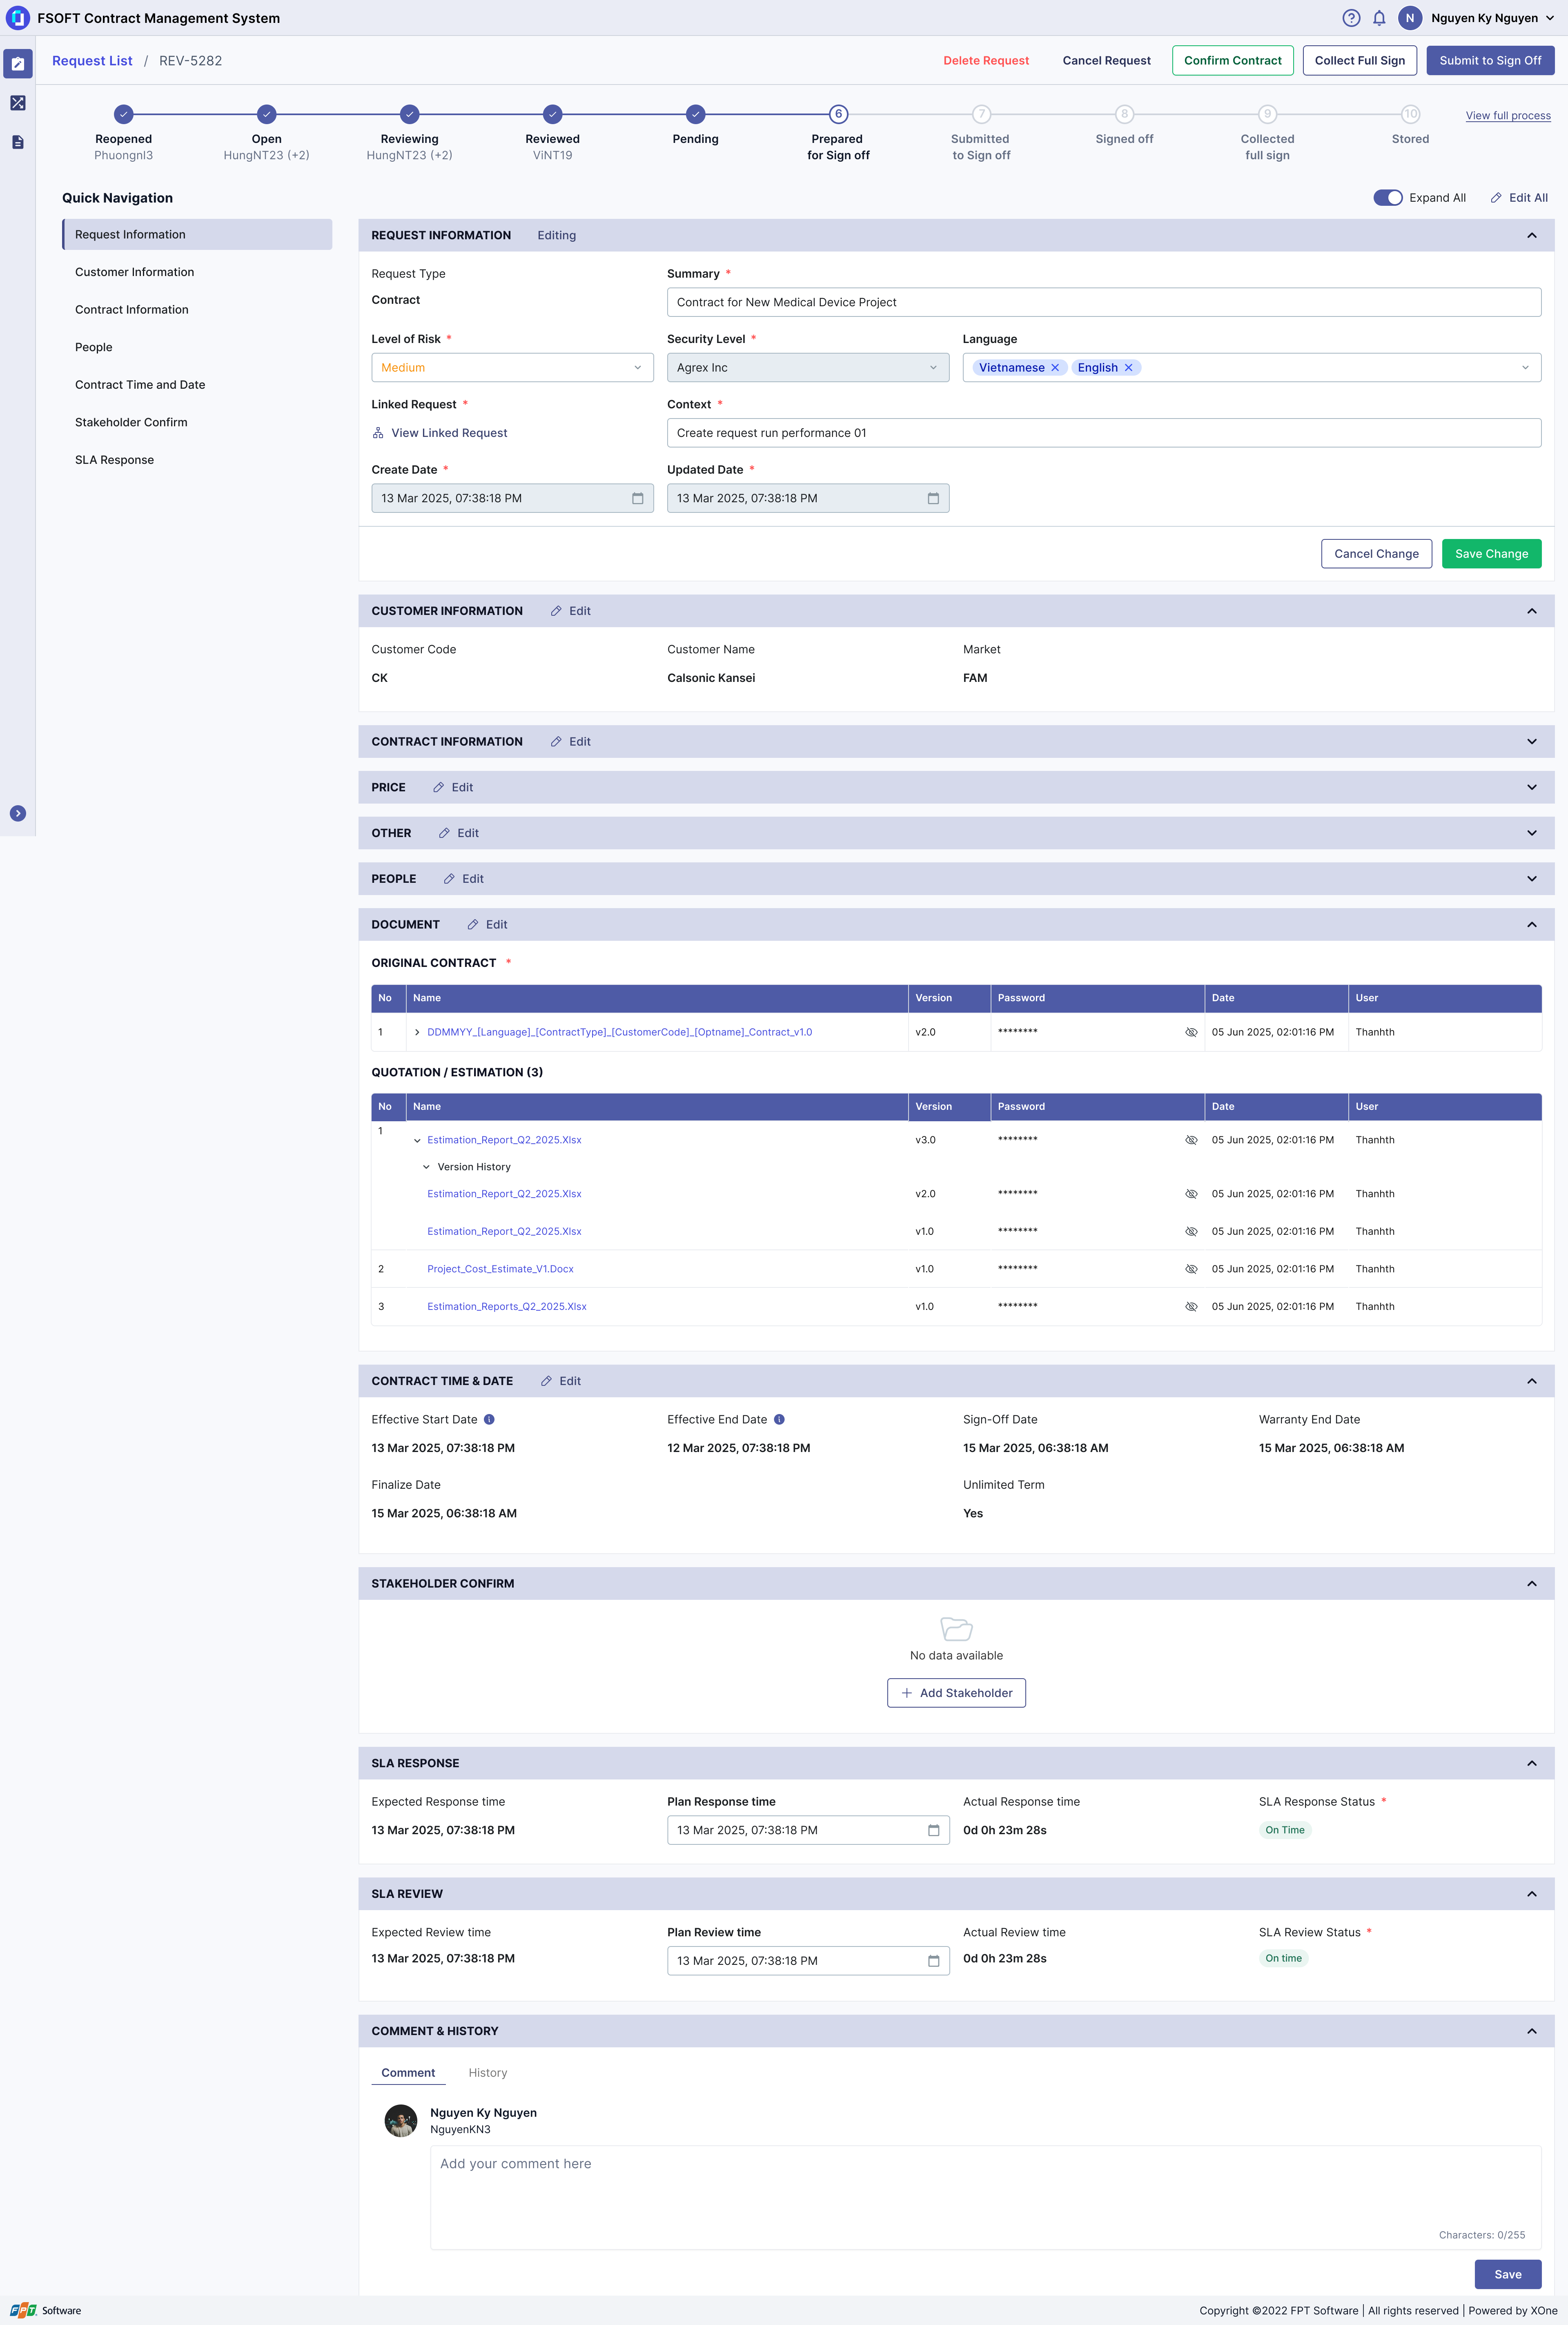 FSOFT Contract Management System
N Nguyen Ky Nguyen
Request List / REV-5282
Delete Request Cancel Request Confirm Contract Collect Full Sign Submit to Sign Off
6 7 8 9 10
Reopened Open Reviewing Reviewed Pending Prepared for Sign off Submitted to Sign off Signed off Collected full sign Stored
PhuongnI3 HungNT23 (+2) HungNT23 (+2) ViNT19
View full process
Quick Navigation
Expand All Edit All
Request Information
Customer Information
Contract Information
People
Contract Time and Date
Stakeholder Confirm
SLA Response
REQUEST INFORMATION Editing
Request Type Summary *
Contract Contract for New Medical Device Project
Level of Risk * Security Level * Language
Medium Agrex Inc Vietnamese English
Linked Request * Context *
View Linked Request Create request run performance 01
Create Date * Updated Date *
13 Mar 2025, 07:38:18 PM 13 Mar 2025, 07:38:18 PM
Cancel Change Save Change
CUSTOMER INFORMATION Edit
Customer Code Customer Name Market
CK Calsonic Kansei FAM
CONTRACT INFORMATION Edit
PRICE Edit
OTHER Edit
PEOPLE Edit
DOCUMENT Edit
ORIGINAL CONTRACT *
No Name Version Password Date User
1 DDMMYY_[Language]_[ContractType]_[CustomerCode]_[Optname]_Contract_v1.0 v2.0 ******** 05 Jun 2025, 02:01:16 PM Thanhth
QUOTATION / ESTIMATION (3)
No Name Version Password Date User
1 Estimation_Report_Q2_2025.Xlsx v3.0 ******** 05 Jun 2025, 02:01:16 PM Thanhth
Version History
Estimation_Report_Q2_2025.Xlsx v2.0 ******** 05 Jun 2025, 02:01:16 PM Thanhth
Estimation_Report_Q2_2025.Xlsx v1.0 ******** 05 Jun 2025, 02:01:16 PM Thanhth
2 Project_Cost_Estimate_V1.Docx v1.0 ******** 05 Jun 2025, 02:01:16 PM Thanhth
3 Estimation_Reports_Q2_2025.Xlsx v1.0 ******** 05 Jun 2025, 02:01:16 PM Thanhth
CONTRACT TIME & DATE Edit
Effective Start Date Effective End Date Sign-Off Date Warranty End Date
13 Mar 2025, 07:38:18 PM 12 Mar 2025, 07:38:18 PM 15 Mar 2025, 06:38:18 AM 15 Mar 2025, 06:38:18 AM
Finalize Date Unlimited Term
15 Mar 2025, 06:38:18 AM Yes
STAKEHOLDER CONFIRM
No data available
Add Stakeholder
SLA RESPONSE
Expected Response time Plan Response time Actual Response time SLA Response Status *
13 Mar 2025, 07:38:18 PM 13 Mar 2025, 07:38:18 PM 0d 0h 23m 28s On Time
SLA REVIEW
Expected Review time Plan Review time Actual Review time SLA Review Status *
13 Mar 2025, 07:38:18 PM 13 Mar 2025, 07:38:18 PM 0d 0h 23m 28s On time
COMMENT & HISTORY
Comment History
Nguyen Ky Nguyen
NguyenKN3
Add your comment here
Characters: 0/255
Save
FPT Software
Copyright ©2022 FPT Software | All rights reserved | Powered by XOne